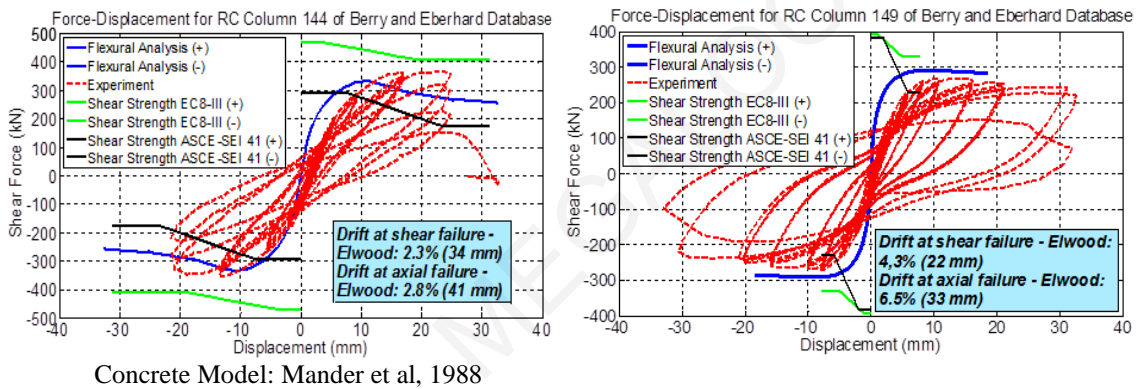 Force-Displacement for RC Column 144 of Berry and Eberhard Database
500
400
300
200
100
0
-100
-200
-300
-400
-500
Shear Force (kN)
Flexural Analysis (+)
Flexural Analysis (-)
Experiment
Shear Strength EC8-III (+)
Shear Strength EC8-III (-)
Shear Strength ASCE-SEI 41 (+)
Shear Strength ASCE-SEI 41 (-)
Drift at shear failure -
Elwood: 2.3% (34 mm)
Drift at axial failure -
Elwood: 2.8% (41 mm)
-40 -30 -20 -10 0 10 20 30 40
Displacement (mm)
Force-Displacement for RC Column 149 of Berry and Eberhard Database
400
300
200
100
0
-100
-200
-300
-400
Shear Force (kN)
Flexural Analysis (+)
Flexural Analysis (-)
Experiment
Shear Strength EC8-III (+)
Shear Strength EC8-III (-)
Shear Strength ASCE-SEI 41 (+)
Shear Strength ASCE-SEI 41 (-)
Drift at shear failure - Elwood:
4,3% (22 mm)
Drift at axial failure - Elwood:
6.5% (33 mm)
-40 -30 -20 -10 0 10 20 30 40
Displacement (mm)
Concrete Model: Mander et al, 1988